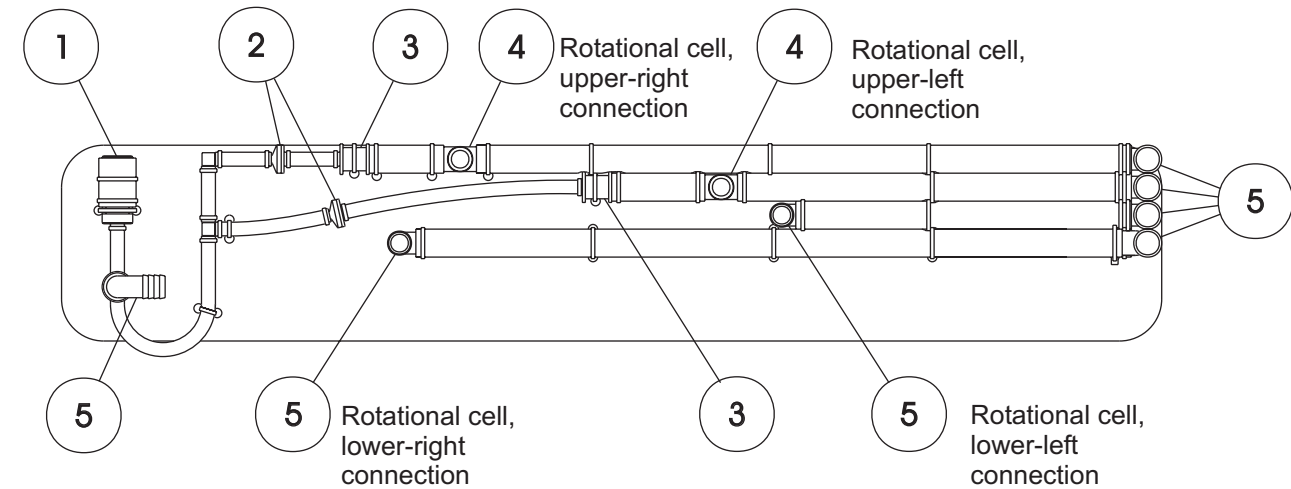 1
2
3
4
Rotational cell,
upper-right
connection
4
Rotational cell,
upper-left
connection
5
5
5
Rotational cell,
lower-right
connection
3
5
Rotational cell,
lower-left
connection